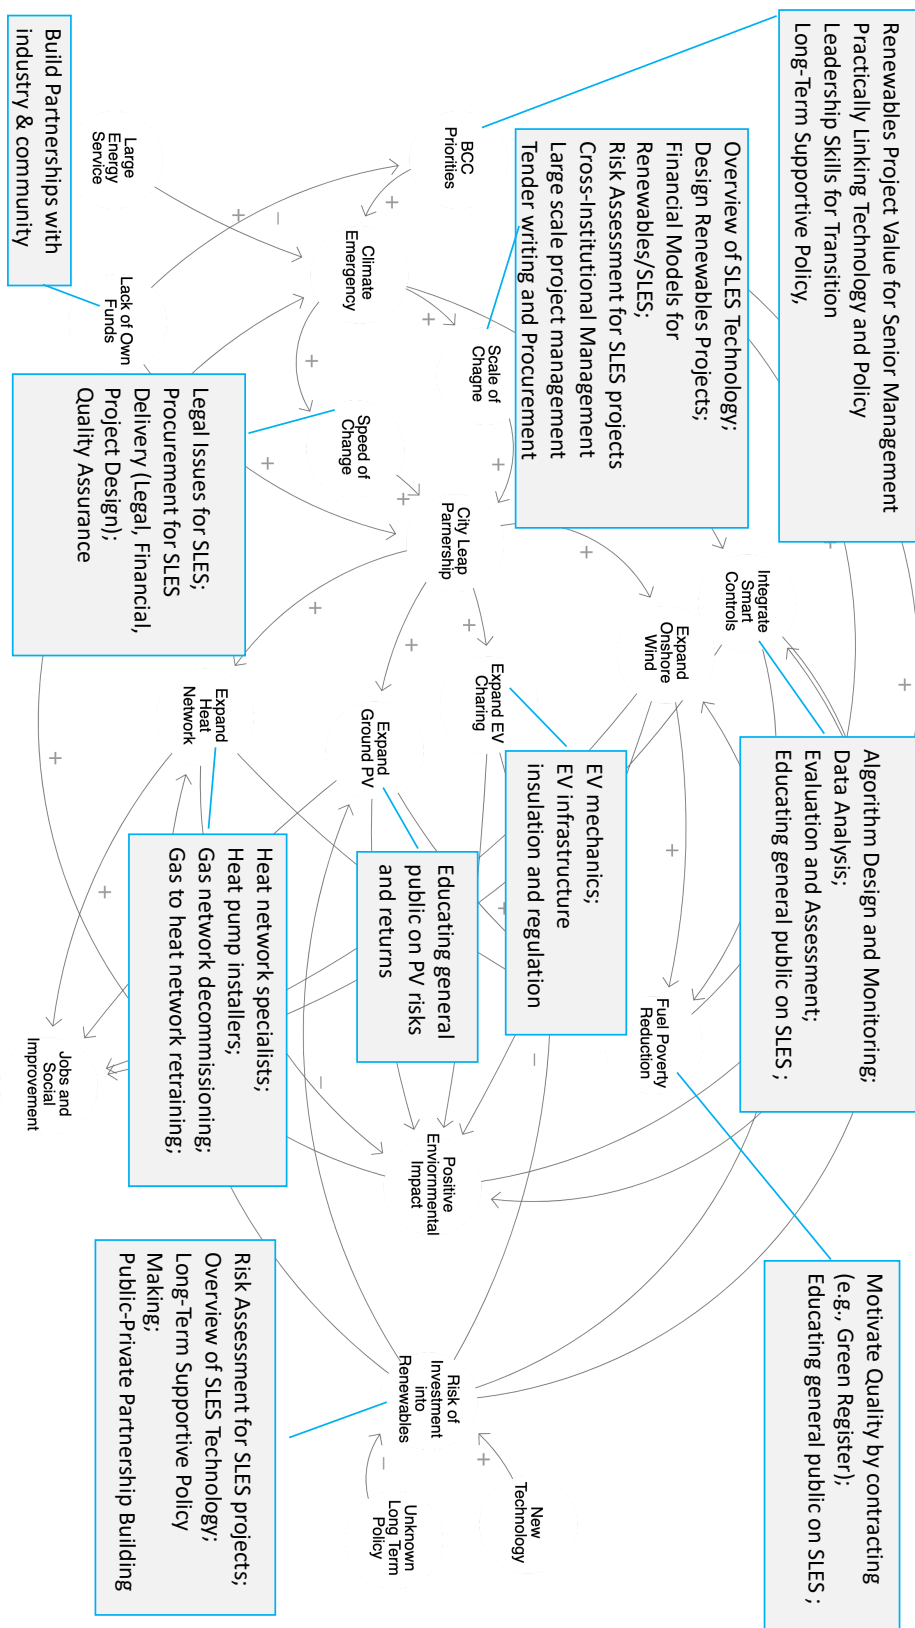 Renewables Project Value for Senior Management
Practically Linking Technology and Policy
Leadership Skills for Transition
Long-Term Supportive Policy,
Algorithm Design and Monitoring;
Data Analysis;
Evaluation and Assessment;
Educating general public on SLES ;
Motivate Quality by contracting
(e.g., Green Register);
Educating general public on SLES ;
Overview of SLES Technology;
Design Renewables Projects;
Financial Models for
Renewables/SLES;
Risk Assessment for SLES projects
Cross-Institutional Management
Large scale project management
Tender writing and Procurement
Integrate
Smart
Controls
Expand
Onshore
Wind
Fuel Poverty
Reduction
BCC
Priorities
Scale of
Chagne
City Leap
Parnership
Expand EV
Charing
EV mechanics;
EV infrastructure
insulation and regulation
New
Technology
Climate
Emergency
Speed of
Change
Expand
Ground PV
Educating general
public on PV risks
and returns
Positive
Enviornmental
Impact
Risk of
Investment
into
Renewables
Unknown
Long Term
Policy
Large
Energy
Service
Lack of Own
Funds
Legal Issues for SLES;
Procurement for SLES
Delivery (Legal, Financial,
Project Design);
Quality Assurance
Expand
Heat
Network
Heat network specialists;
Heat pump installers;
Gas network decommissioning;
Gas to heat network retraining;
Risk Assessment for SLES projects;
Overview of SLES Technology;
Long-Term Supportive Policy
Making;
Public-Private Partnership Building
Build Partnerships with
industry & community
Jobs and
Social
Improvement